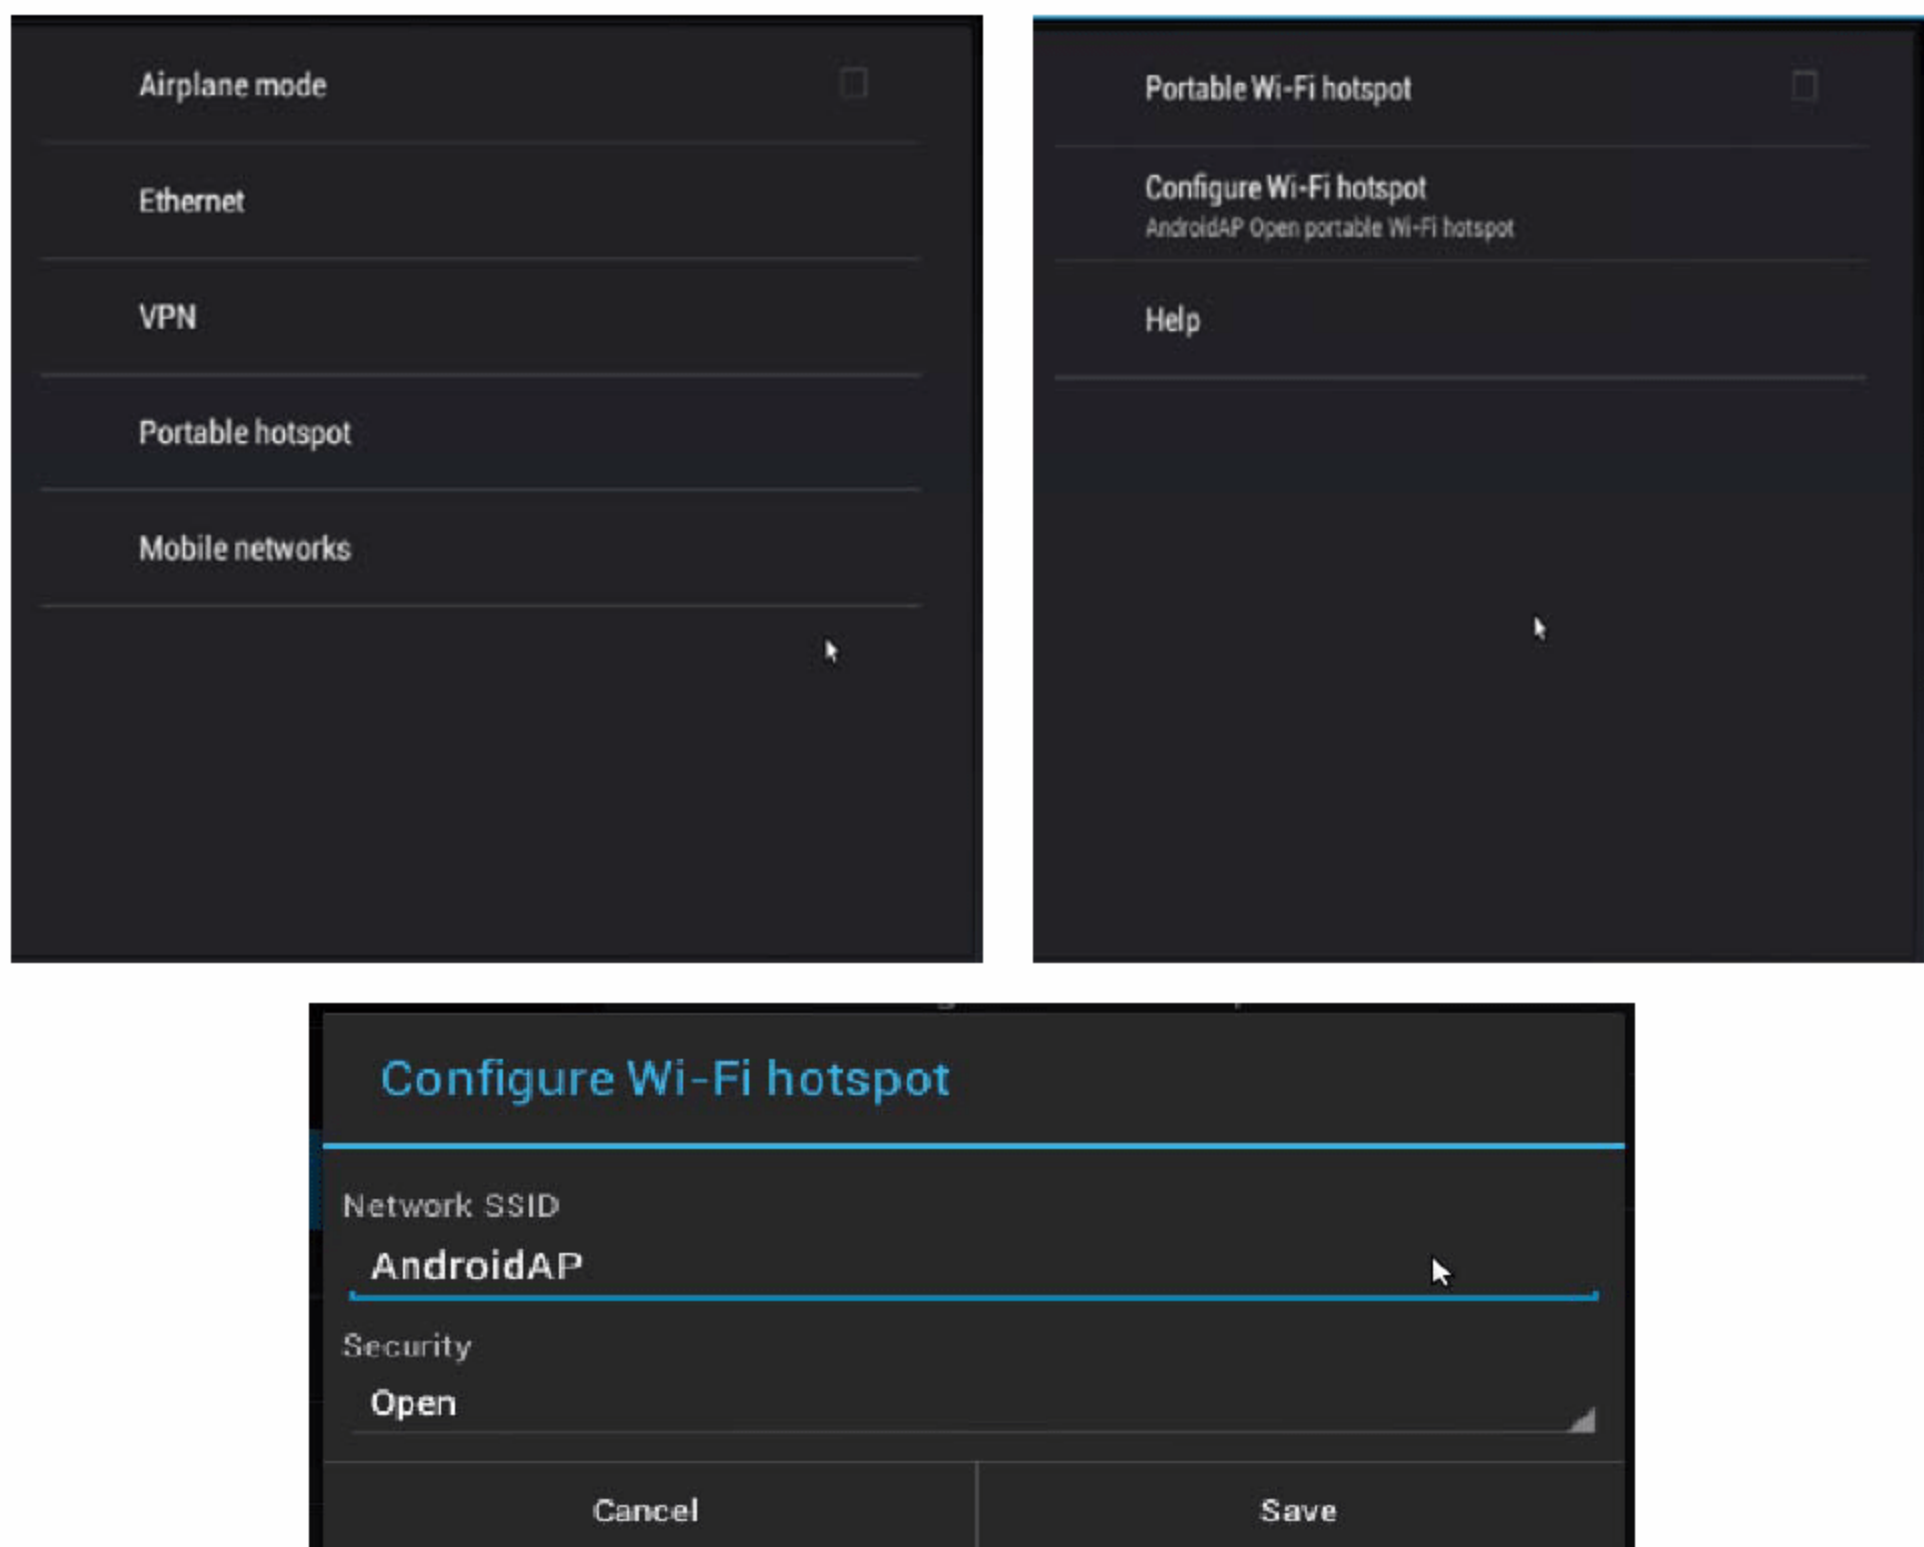 Airplane mode
Ethernet
VPN
Portable hotspot
Mobile networks
Portable Wi-Fi hotspot
Configure Wi-Fi hotspot
AndroidAP Open portable Wi-Fi hotspot
Help
Configure Wi-Fi hotspot
Network SSID
AndroidAP
Security
Open
Cancel
Save